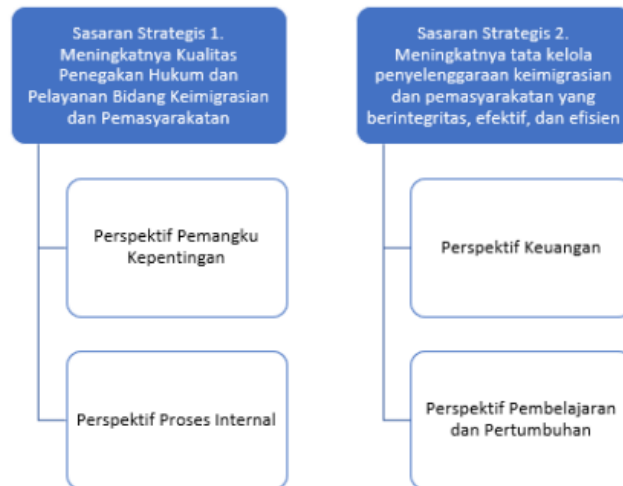 Sasaran Strategis 1.
Meningkatnya Kualitas
Penegakan Hukum dan
Pelayanan Bidang Keimigrasian
dan Pemasyarakatan
Perspektif Pemangku
Kepentingan
Perspektif Proses Internal
Sasaran Strategis 2.
Meningkatnya tata kelola
penyelenggaraan keimigrasian
dan pemasyarakatan yang
berintegritas, efektif, dan efisien
Perspektif Keuangan
Perspektif Pembelajaran
dan Pertumbuhan